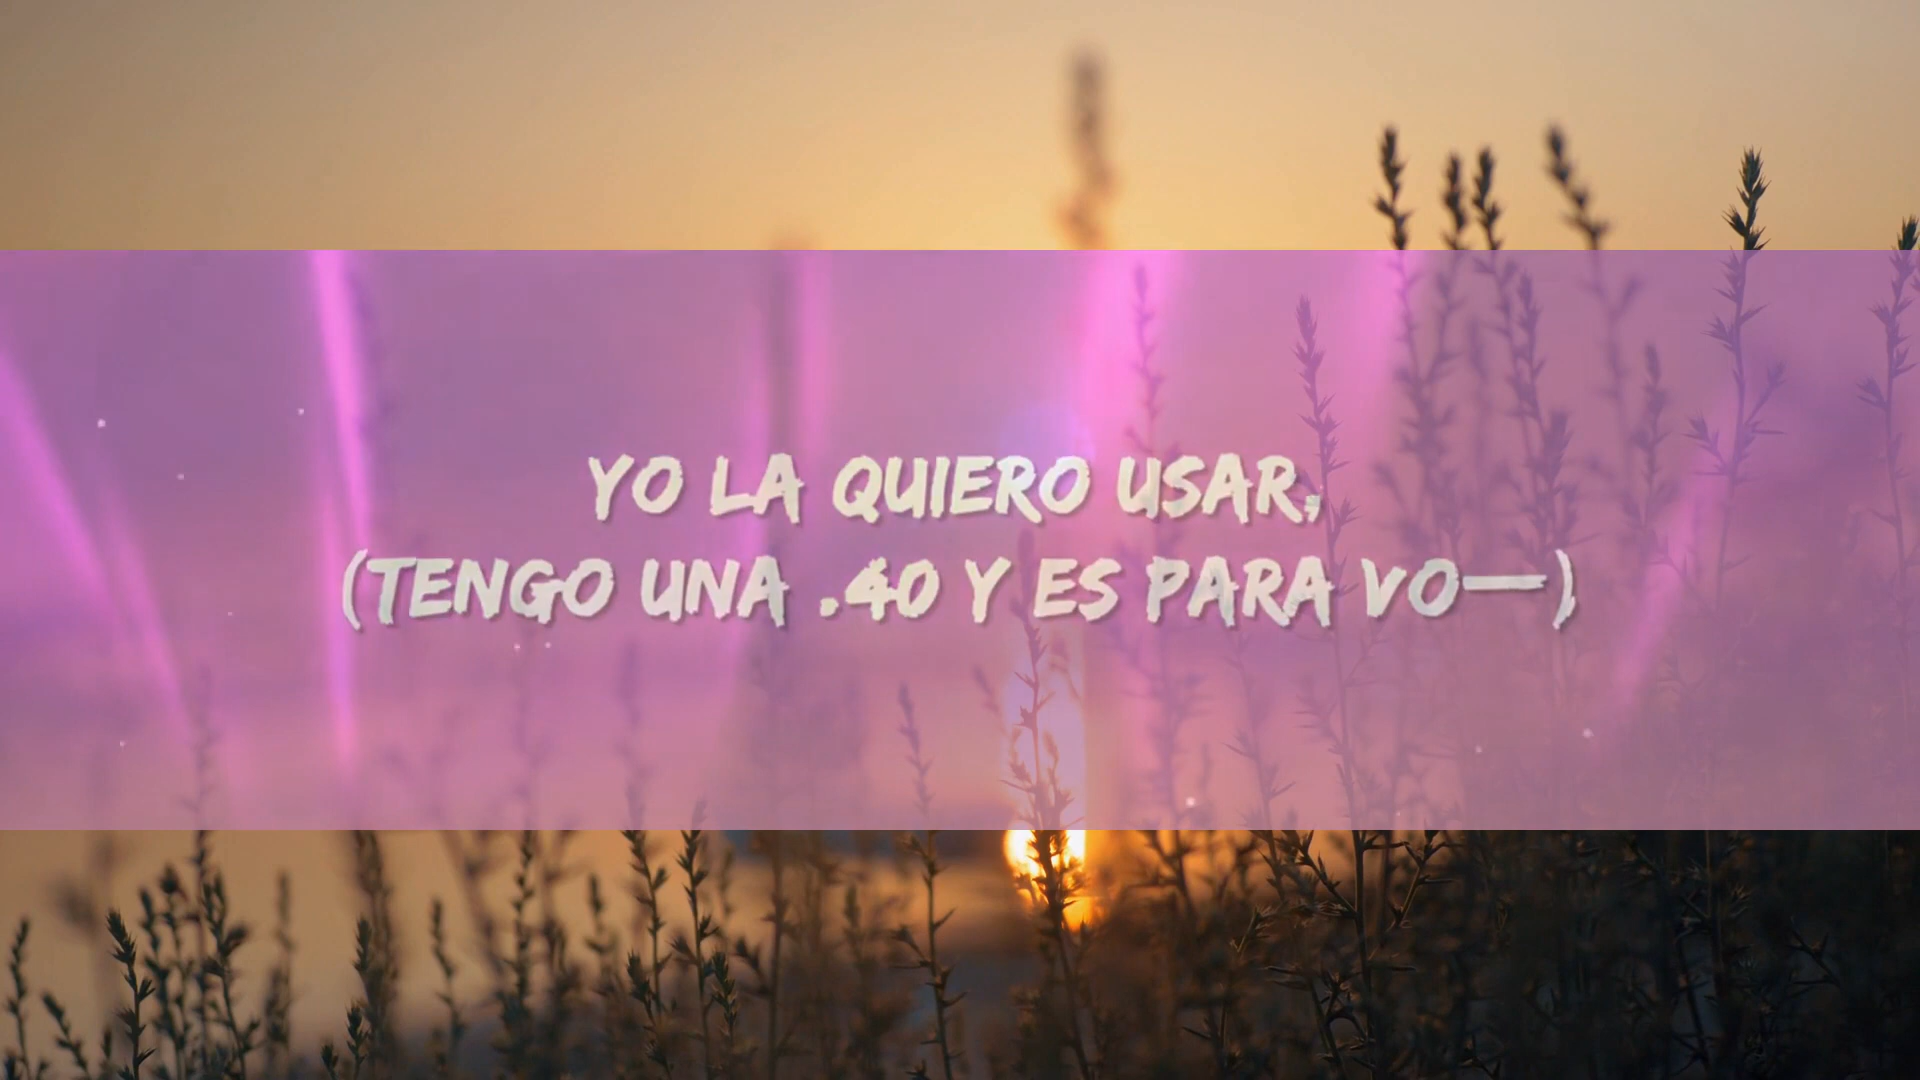 YO LA QUIERO USAR,
(TENGO UNA .40 Y ES PARA VO—)